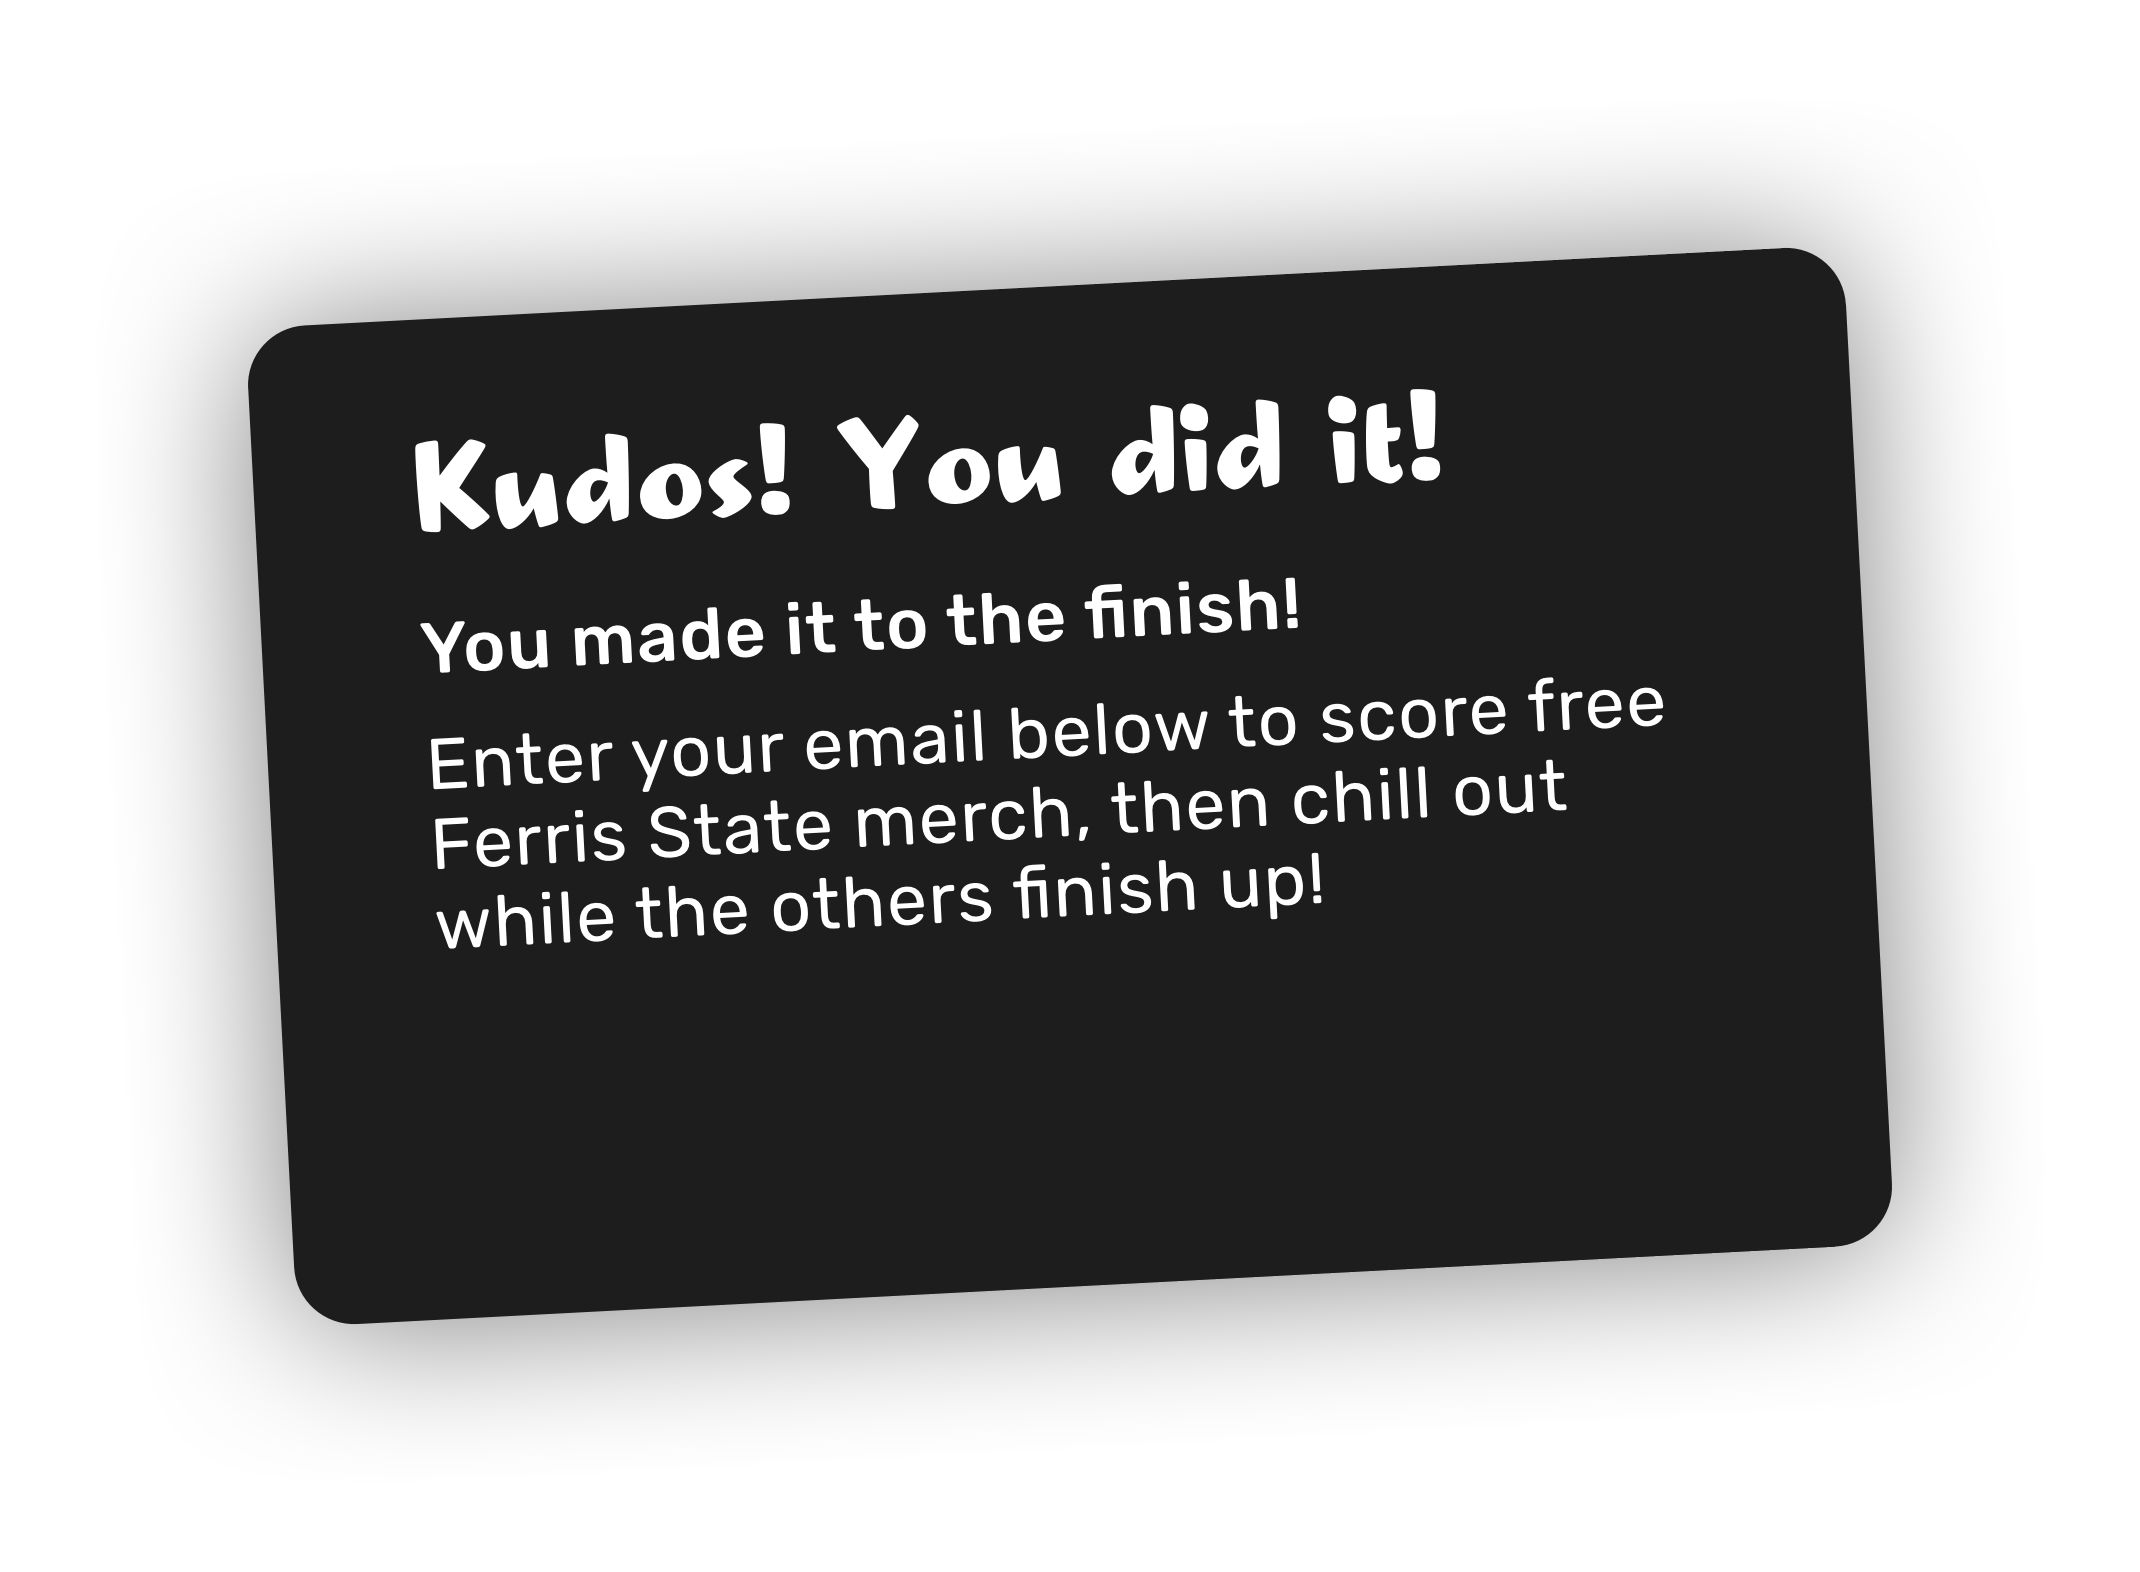 Kudos! You did it!
You made it to the finish!
Enter your email below to score free
Ferris State merch, then chill out
while the others finish up!